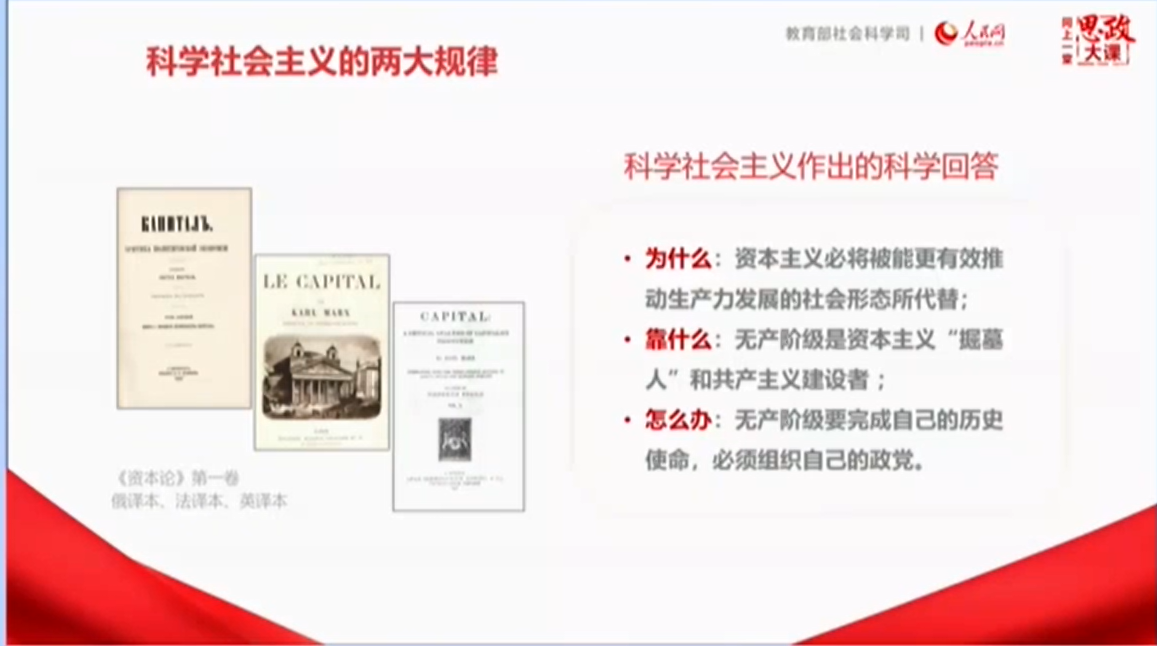 科学社会主义的两大规律
教育部社会科学司 | 人民网
people.cn
网上一堂
思政
大课
科学社会主义作出的科学回答
• 为什么：资本主义必将被能更有效推
动生产力发展的社会形态所代替；
• 靠什么：无产阶级是资本主义“掘墓
人”和共产主义建设者；
• 怎么办：无产阶级要完成自己的历史
使命，必须组织自己的政党。
КАПИТАЛЪ.
LE CAPITAL
KARL MARX
CAPITAL:
《资本论》第一卷
俄译本、法译本、英译本